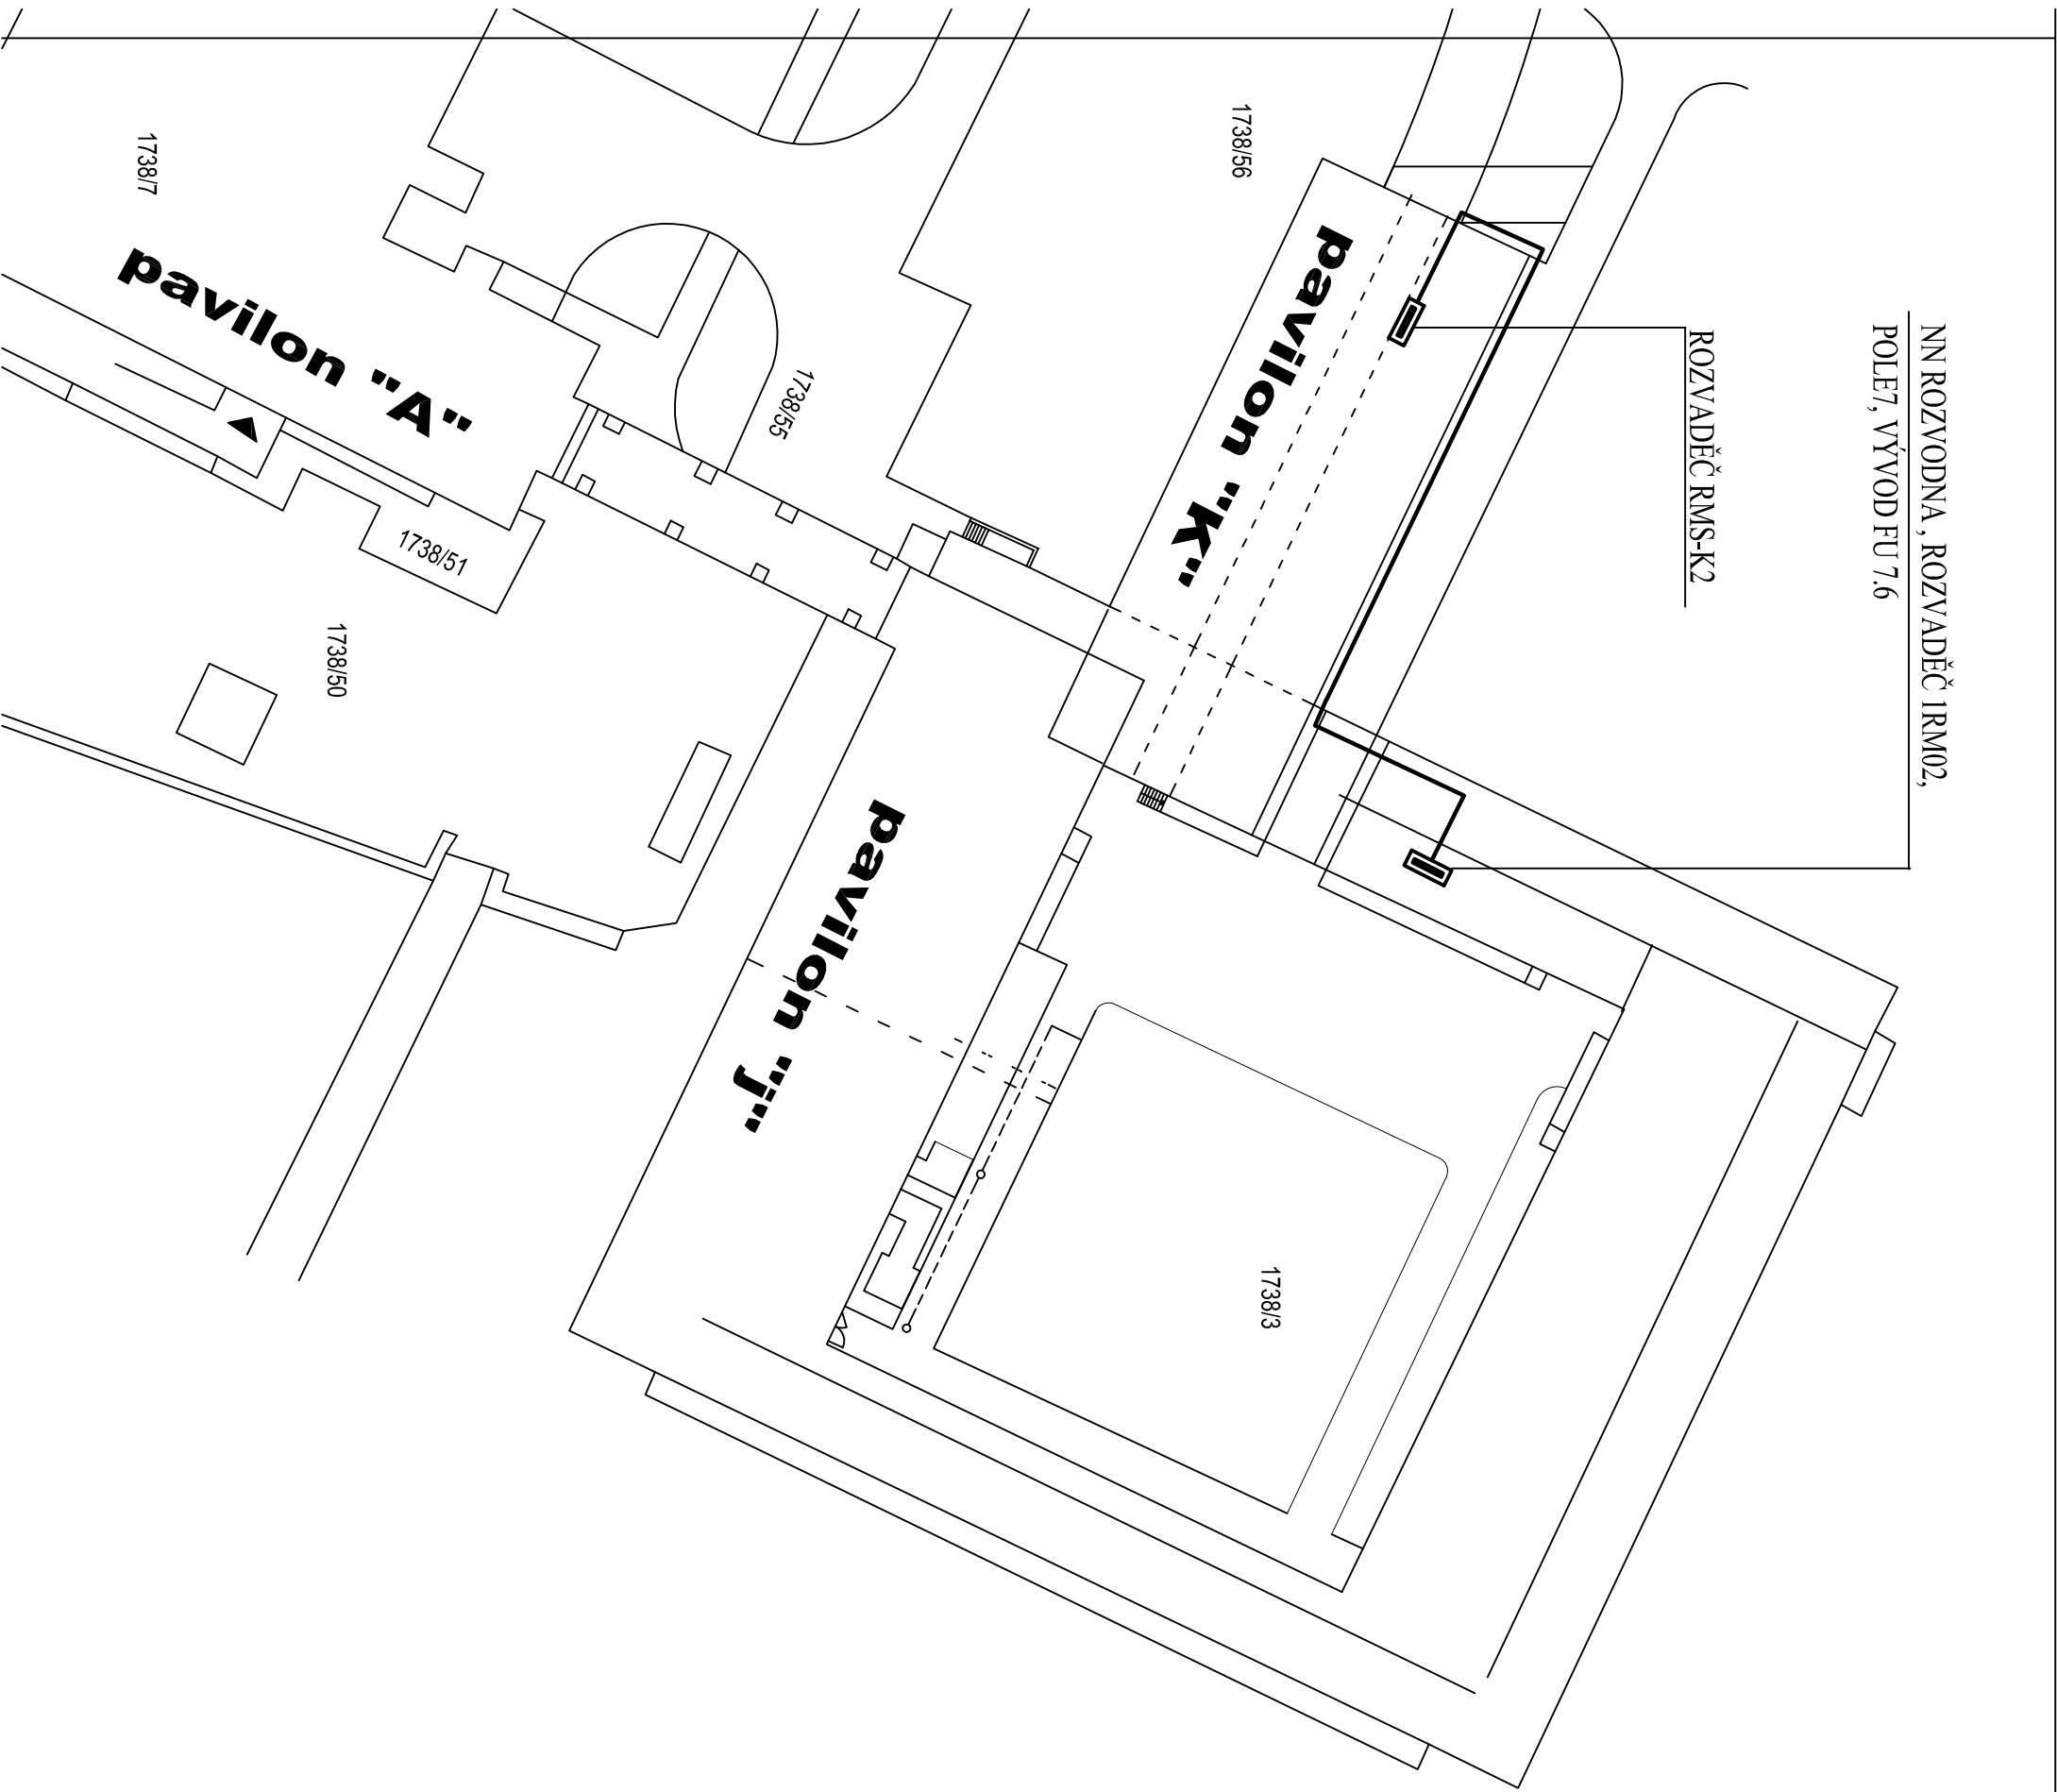 NN ROZVODNA , ROZVADĚČ 1RM02,
POLE7, VÝVOD FU 7.6
ROZVADĚČ RMS-K2
1738/56
pavilon "K"
1738/7
pavilon "A"
1738/55
1738/51
1738/50
pavilon "J"
1738/3